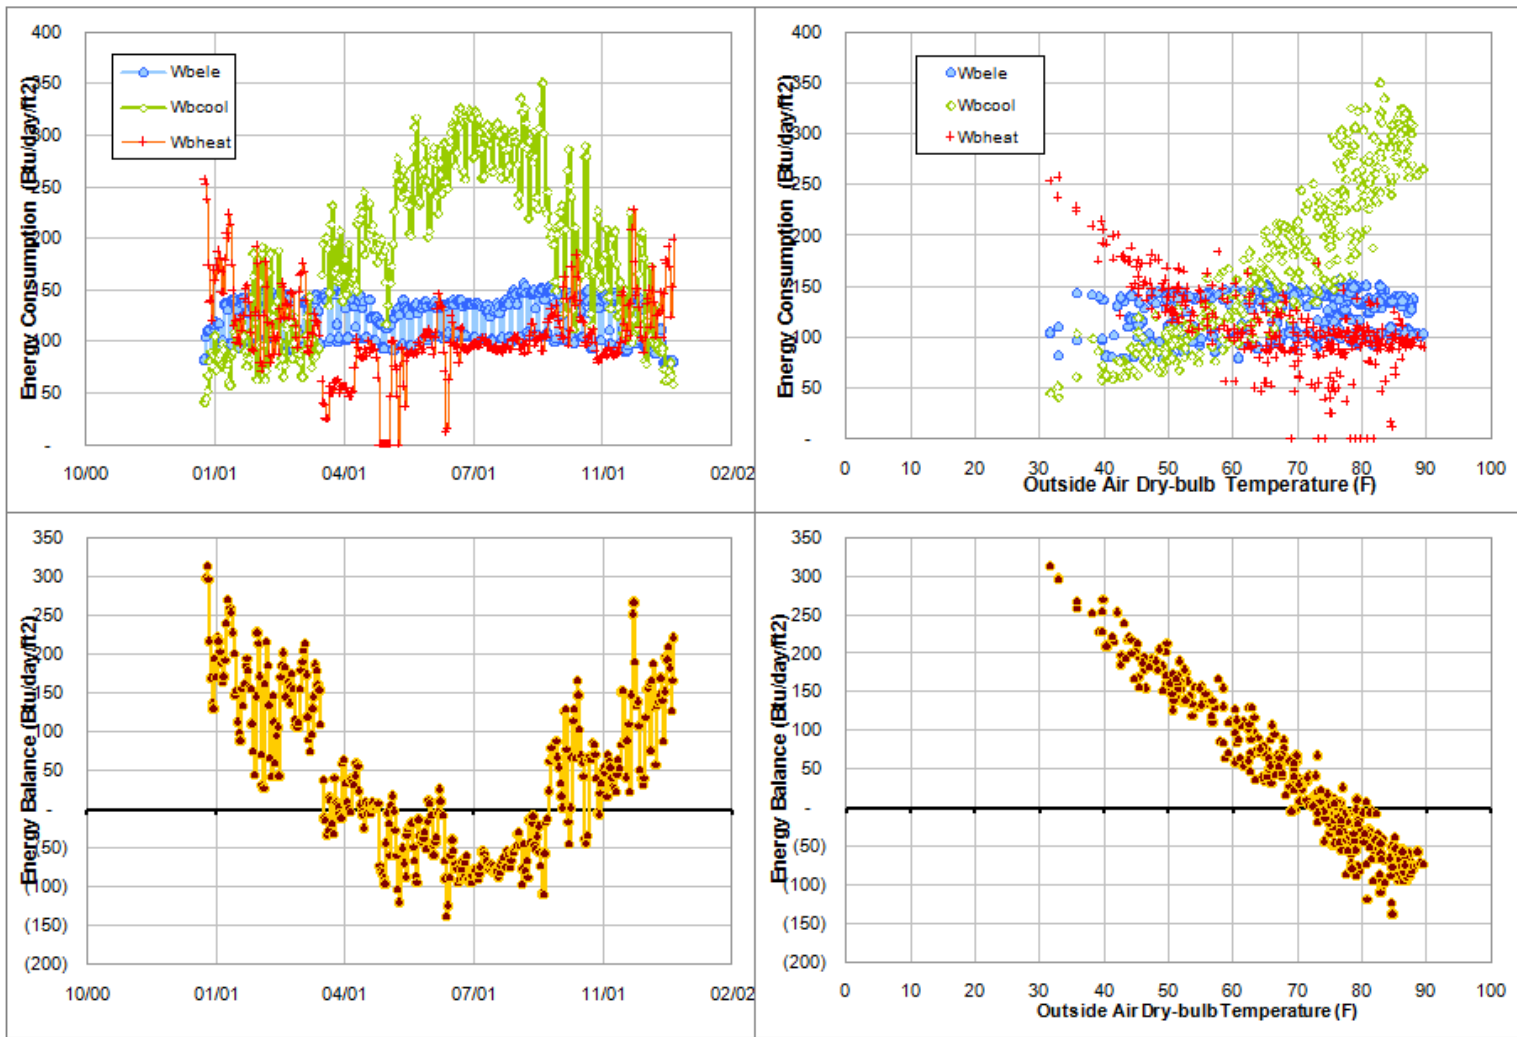 Energy Consumption (Btu/day/ft2)
400
350
300
250
200
150
100
50
-
Wbele
Wbcool
Wbheat
10/00 01/01 04/01 07/01 11/01 02/02
Energy Consumption (Btu/day/ft2)
400
350
300
250
200
150
100
50
-
Wbele
Wbcool
Wbheat
0 10 20 30 40 50 60 70 80 90 100
Outside Air Dry-bulb Temperature (F)
Energy Balance (Btu/day/ft2)
350
300
250
200
150
100
50
-
(50)
(100)
(150)
(200)
10/00 01/01 04/01 07/01 11/01 02/02
Energy Balance (Btu/day/ft2)
350
300
250
200
150
100
50
-
(50)
(100)
(150)
(200)
0 10 20 30 40 50 60 70 80 90 100
Outside Air Dry-bulb Temperature (F)